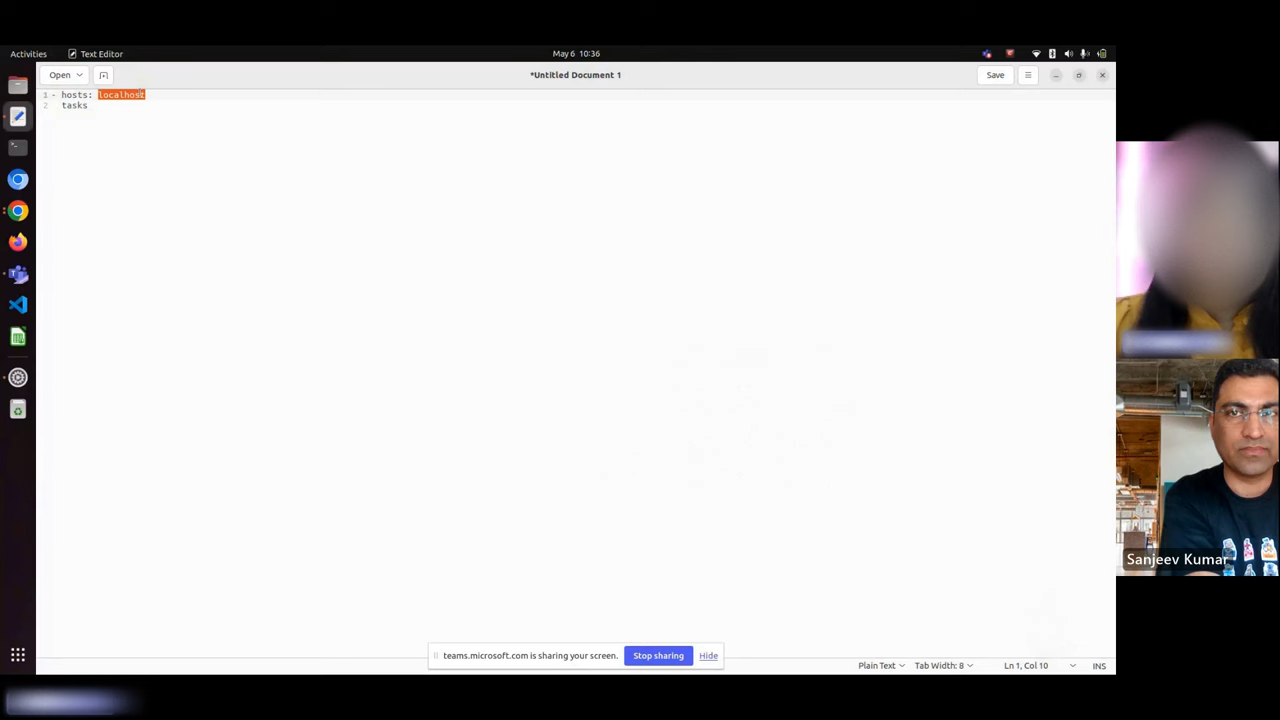 Activities
Text Editor
May 6 10:36
Open
*Untitled Document 1
Save
1 - hosts: localhost
2 tasks
Sanjeev Kumar
teams.microsoft.com is sharing your screen.
Stop sharing
Hide
Plain Text
Tab Width: 8
Ln 1, Col 10
INS